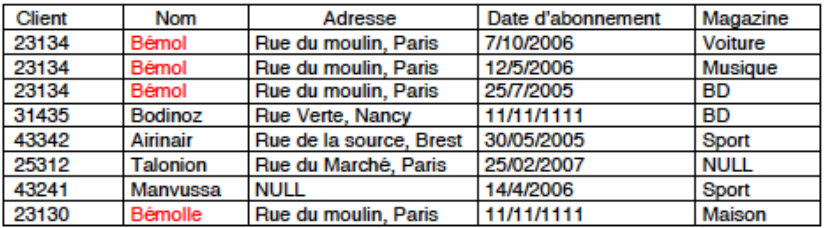 Client Nom Adresse Date d'abonnement Magazine
23134 Bémol Rue du moulin, Paris 7/10/2006 Voiture
23134 Bémol Rue du moulin, Paris 12/5/2006 Musique
23134 Bémol Rue du moulin, Paris 25/7/2005 BD
31435 Bodinoz Rue Verte, Nancy 11/11/1111 BD
43342 Airinair Rue de la source, Brest 30/05/2005 Sport
25312 Talonion Rue du Marché, Paris 25/02/2007 NULL
43241 Manvussa NULL 14/4/2006 Sport
23130 Bémolle Rue du moulin, Paris 11/11/1111 Maison